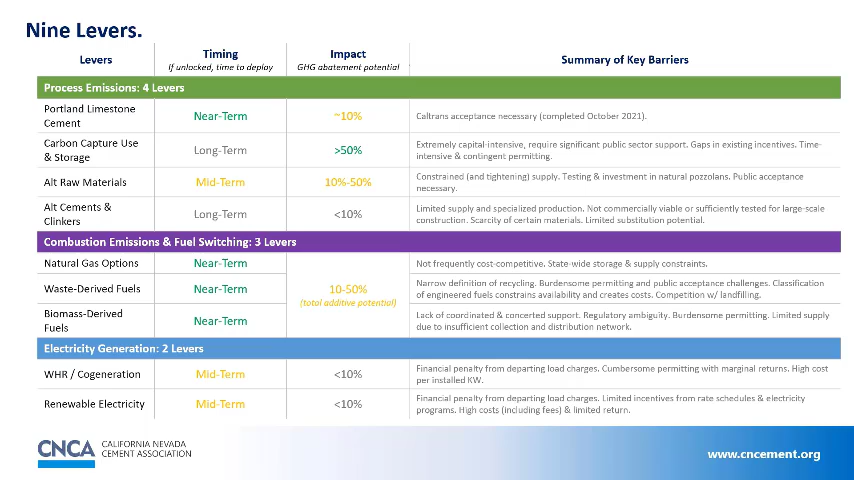 Nine Levers.
Levers
Timing
If unlocked, time to deploy
Impact
GHG abatement potential
Summary of Key Barriers
Process Emissions: 4 Levers
Portland Limestone
Cement
Near-Term
~10%
Caltrans acceptance necessary (completed October 2021).
Carbon Capture Use
& Storage
Long-Term
>50%
Extremely capital-intensive, require significant public sector support. Gaps in existing incentives. Time-
intensive & contingent permitting.
Alt Raw Materials
Mid-Term
10%-50%
Constrained (and tightening) supply. Testing & investment in natural pozzolans. Public acceptance
necessary.
Alt Cements &
Clinkers
Long-Term
<10%
Limited supply and specialized production. Not commercially viable or sufficiently tested for large-scale
construction. Scarcity of certain materials. Limited substitution potential.
Combustion Emissions & Fuel Switching: 3 Levers
Natural Gas Options
Near-Term
Not frequently cost-competitive. State-wide storage & supply constraints.
Waste-Derived Fuels
Near-Term
10-50%
(total additive potential)
Narrow definition of recycling. Burdensome permitting and public acceptance challenges. Classification
of engineered fuels constrains availability and creates costs. Competition w/ landfilling.
Biomass-Derived
Fuels
Near-Term
Lack of coordinated & concerted support. Regulatory ambiguity. Burdensome permitting. Limited supply
due to insufficient collection and distribution network.
Electricity Generation: 2 Levers
WHR / Cogeneration
Mid-Term
<10%
Financial penalty from departing load charges. Cumbersome permitting with marginal returns. High cost
per installed KW.
Renewable Electricity
Mid-Term
<10%
Financial penalty from departing load charges. Limited incentives from rate schedules & electricity
programs. High costs (including fees) & limited return.
CNCA
CALIFORNIA NEVADA
CEMENT ASSOCIATION
www.cncement.org